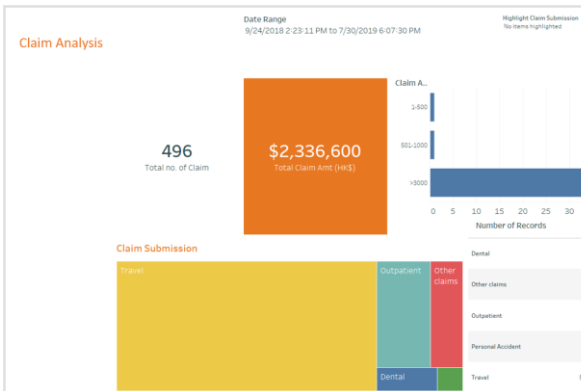 Date Range
9/24/2018 2:23:11 PM to 7/30/2019 6:07:30 PM
Highlight Claim Submission
No items highlighted
Claim Analysis
496
Total no. of Claim
$2,336,600
Total Claim Amt (HK$)
Claim A..
1-500
501-1000
>3000
0 5 10 15 20 25 30
Number of Records
Claim Submission
Travel
Outpatient
Other
claims
Dental
Dental
Other claims
Outpatient
Personal Accident
Travel